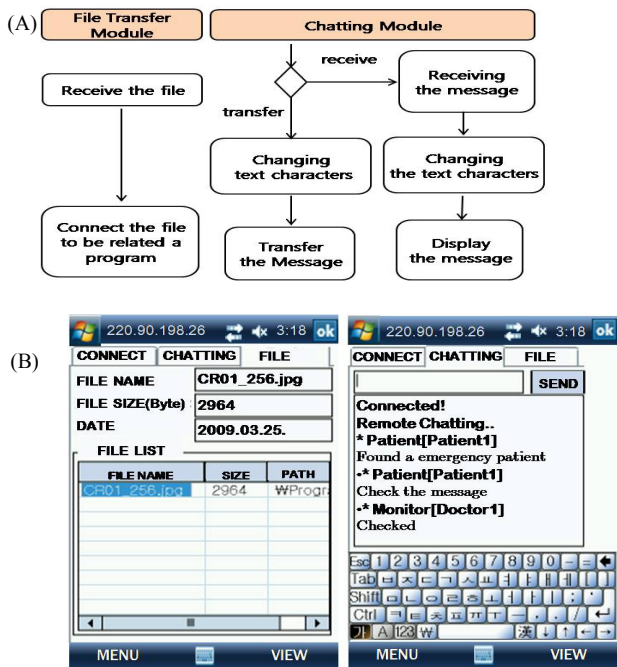 (A)
File Transfer
Module
Chatting Module
receive
Receive the file
Receiving
the message
transfer
Changing
text characters
Changing
the text characters
Connect the file
to be related a
program
Transfer
the Message
Display
the message
(B)
220.90.198.26 3:18 ok
CONNECT CHATTING FILE
FILE NAME CR01_256.jpg
FILE SIZE(Byte) : 2964
DATE 2009.03.25.
FILE LIST
FILE NAME SIZE PATH
CR01_256.jpg 2964 ₩Progr
MENU VIEW
220.90.198.26 3:18 ok
CONNECT CHATTING FILE
SEND
Connected!
Remote Chatting..
* Patient[Patient1]
Found a emergency patient
-* Patient[Patient1]
Check the message
-* Monitor[Doctor1]
Checked
Esc 1 2 3 4 5 6 7 8 9 0 - =
Tab ㅂ ㅈ ㄷ ㄱ ㅅ ㅛ ㅕ ㅑ ㅐ ㅔ [ ]
Shift ㅁ ㄴ ㅇ ㄹ ㅎ ㅗ ㅓ ㅏ ㅣ ; '
Ctrl ㅋ ㅌ ㅊ ㅍ ㅠ ㅜ ㅡ , . /
가 A 123 ₩ 漢 ↓ ↑ ← →
MENU VIEW